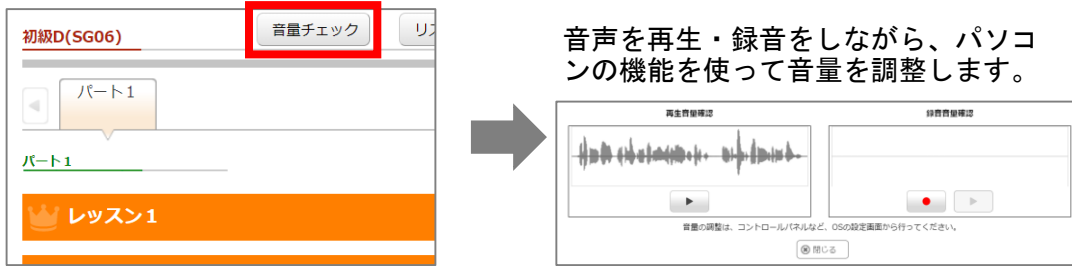 初級D(SG06)
音量チェック
リス
パート1
パート1
レッスン1
音声を再生・録音をしながら、パソコ
ンの機能を使って音量を調整します。
再生音量確認
録音音量確認
音量の調整は、コントロールパネルなど、OSの設定画面から行ってください。
閉じる